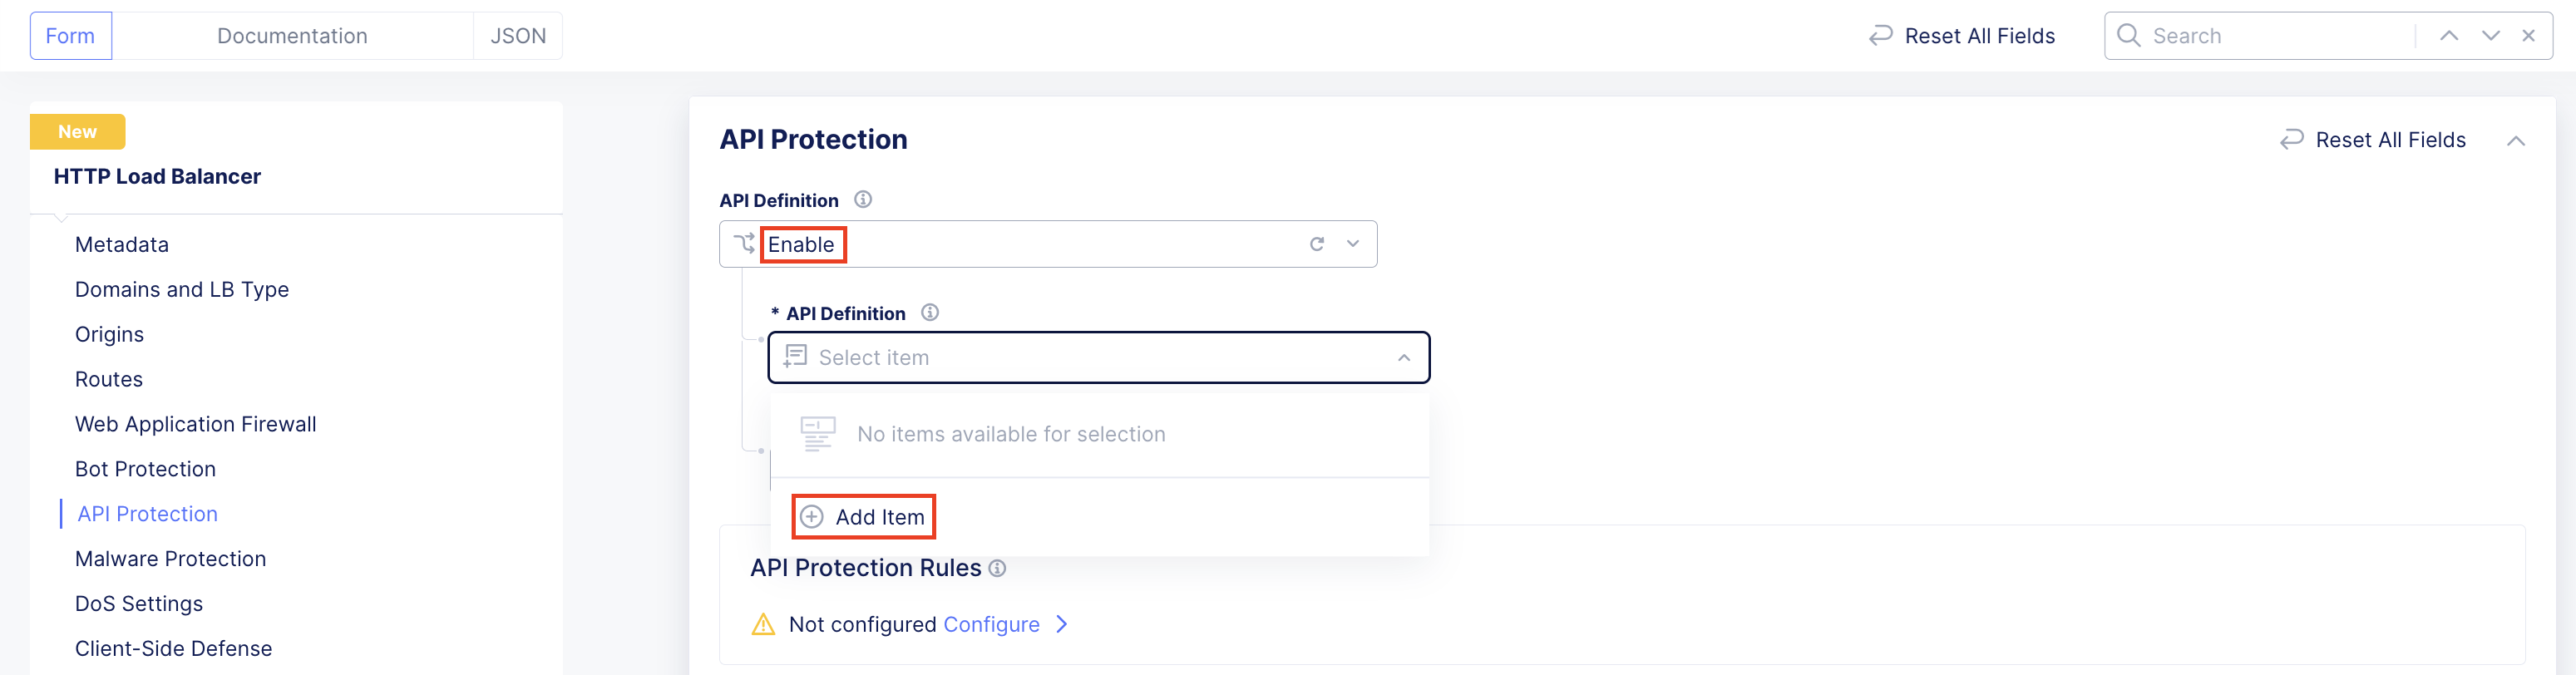 Form Documentation JSON Reset All Fields Search
New
HTTP Load Balancer
Metadata
Domains and LB Type
Origins
Routes
Web Application Firewall
Bot Protection
API Protection
Malware Protection
DoS Settings
Client-Side Defense
API Protection Reset All Fields
API Definition
Enable
* API Definition
Select item
No items available for selection
Add Item
API Protection Rules
Not configured Configure